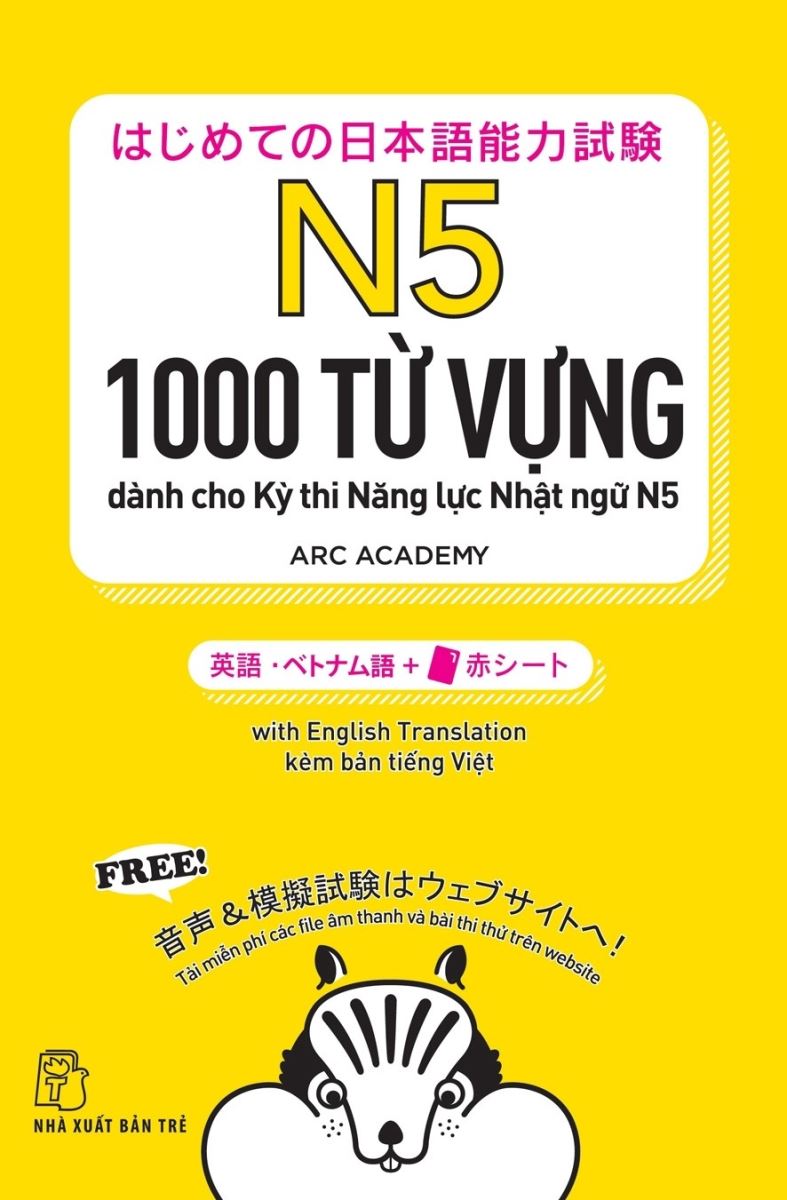 はじめての日本語能力試験
N5
1000 TỪ VỰNG
dành cho Kỳ thi Năng lực Nhật ngữ N5
ARC ACADEMY
英語・ベトナム語 + 赤シート
with English Translation
kèm bản tiếng Việt
FREE!
音声&模擬試験はウェブサイトへ!
Tải miễn phí các file âm thanh và bài thi thử trên website
T
NHÀ XUẤT BẢN TRẺ